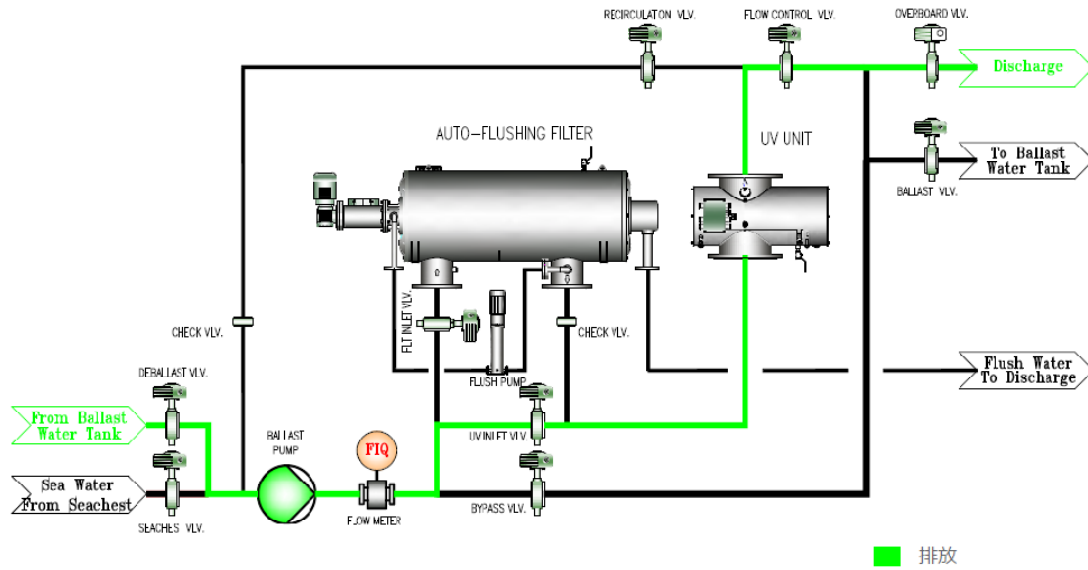 RECIRCULATON VLV.
FLOW CONTROL VLV.
OVERBOARD VLV.
Discharge
AUTO-FLUSHING FILTER
UV UNIT
To Ballast
Water Tank
BALLAST VLV.
FLT INLET VLV.
CHECK VLV.
CHECK VLV.
FLUSH PUMP
Flush Water
To Discharge
DEBALLAST VLV.
From Ballast
Water Tank
BALLAST
PUMP
FIQ
UV INLET VLV
Sea Water
From Seachest
SEACHES VLV.
FLOW METER
BYPASS VLV.
排放